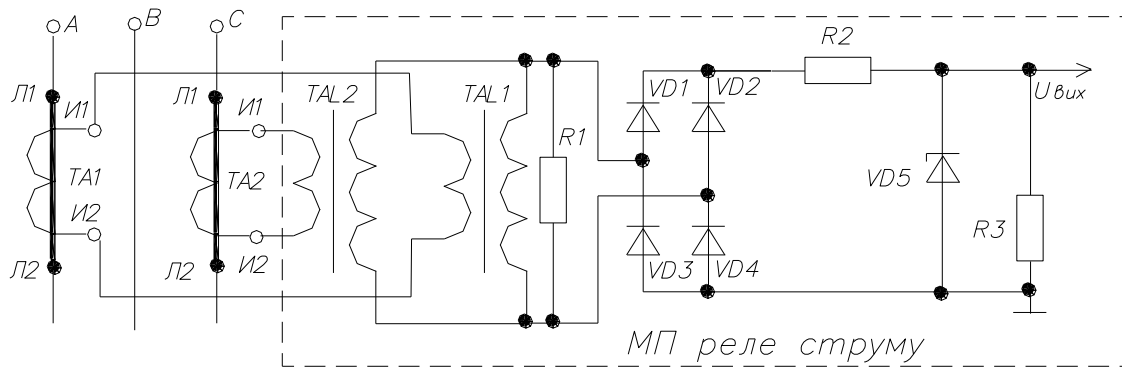 A
B
C
R2
Л1
И1
Л1
И1
TAL2
TAL1
R1
VD1
VD2
Uвих
TA1
TA2
VD5
И2
R3
Л2
Л2
И2
VD3
VD4
МП реле струму